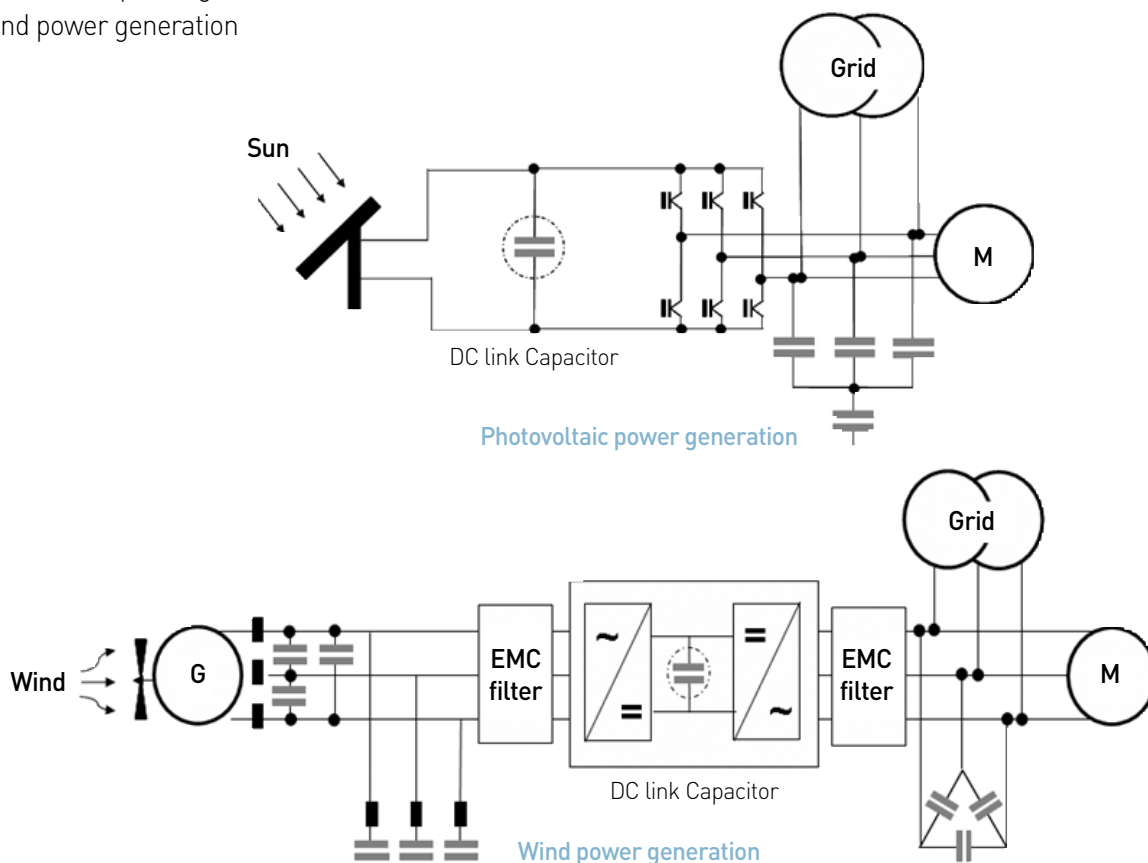 nd power generation
Grid
Sun
M
DC link Capacitor
Photovoltaic power generation
Grid
Wind
G
EMC
filter
~
=
=
~
EMC
filter
M
DC link Capacitor
Wind power generation